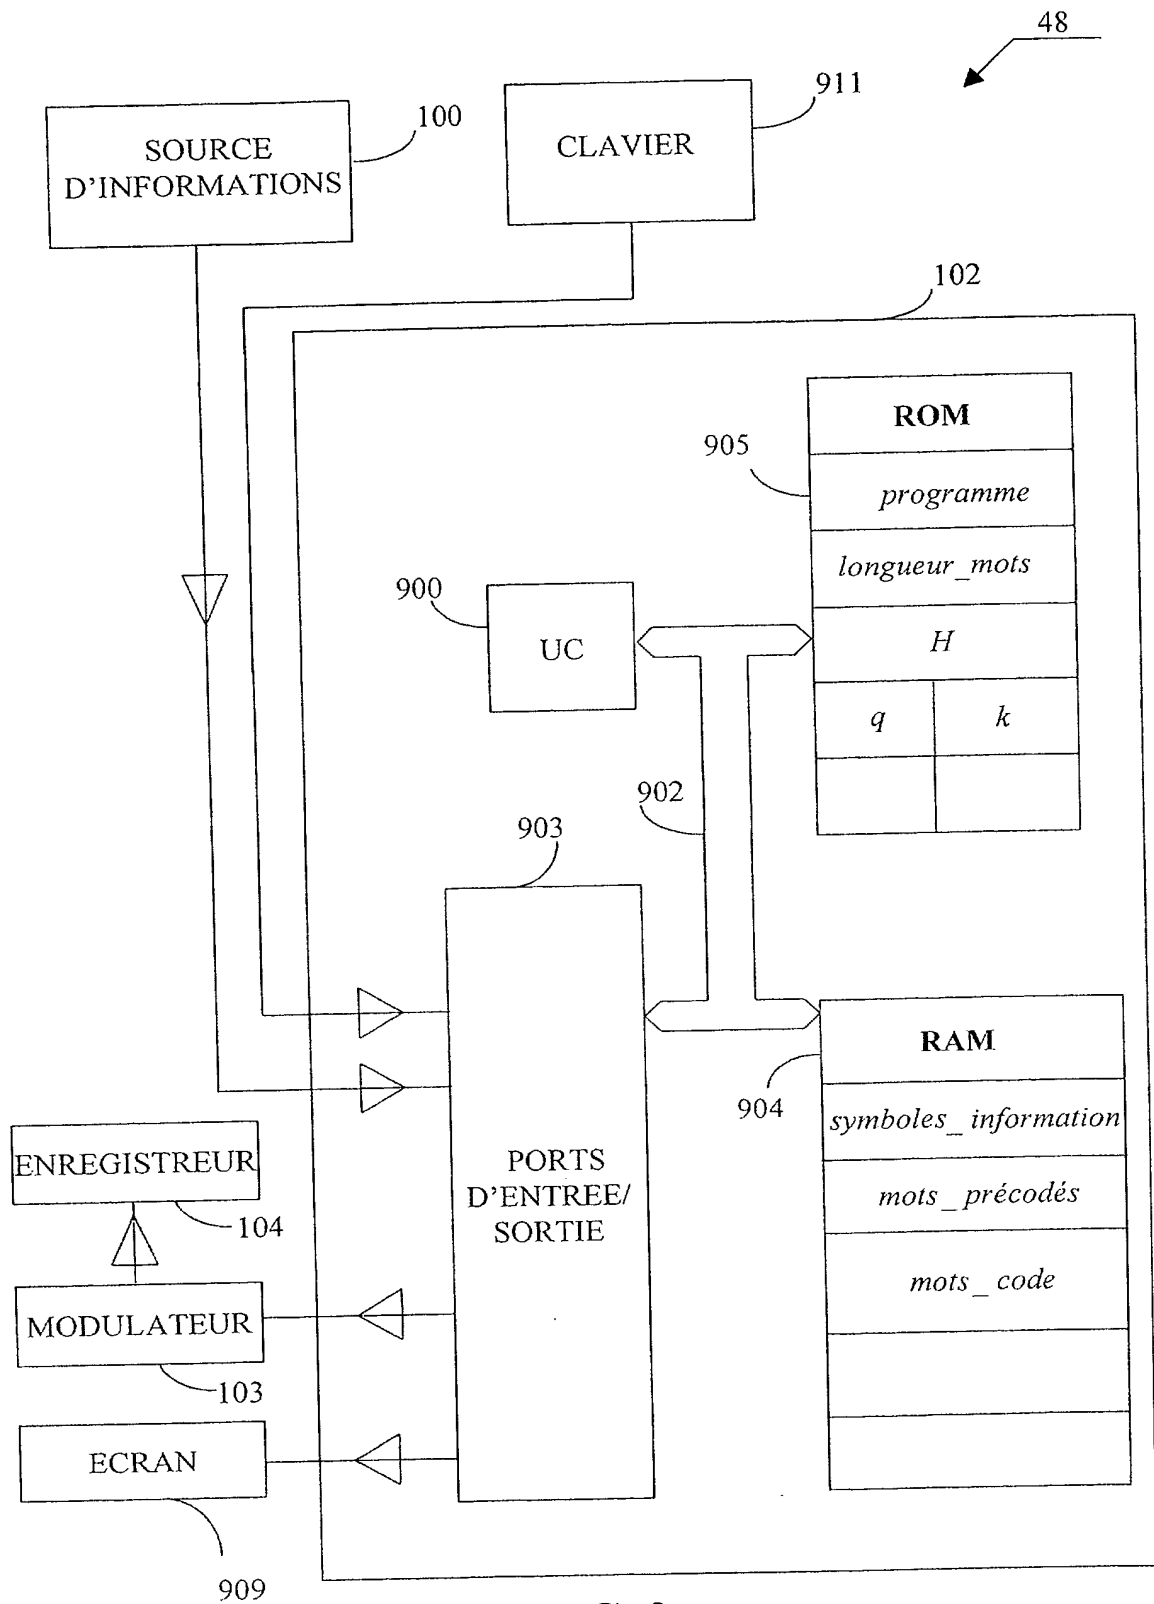 48
911
100
SOURCE
D'INFORMATIONS
CLAVIER
102
ROM
905
programme
longueur_mots
900
UC
H
q
k
902
903
RAM
904
symboles_information
PORTS
D'ENTREE/
SORTIE
mots_précodés
mots_code
ENREGISTREUR
104
MODULATEUR
103
ECRAN
909